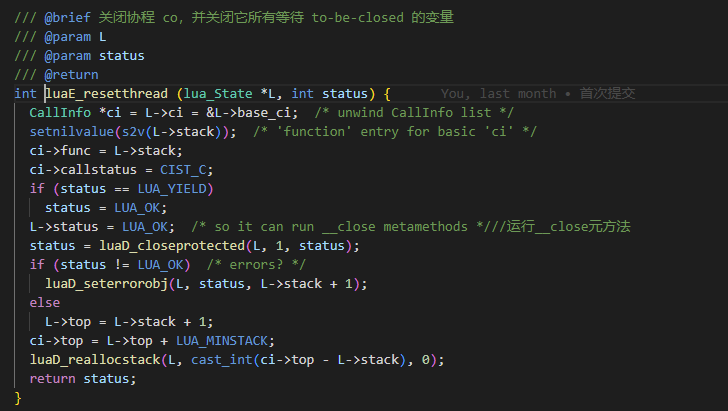 /// @brief 关闭协程 co，并关闭它所有等待 to-be-closed 的变量
/// @param L
/// @param status
/// @return
int luaE_resetthread (lua_State *L, int status) {    You, last month • 首次提交
  CallInfo *ci = L->ci = &L->base_ci;  /* unwind CallInfo list */
  setnilvalue(s2v(L->stack));  /* 'function' entry for basic 'ci' */
  ci->func = L->stack;
  ci->callstatus = CIST_C;
  if (status == LUA_YIELD)
    status = LUA_OK;
  L->status = LUA_OK;  /* so it can run __close metamethods *///运行__close元方法
  status = luaD_closeprotected(L, 1, status);
  if (status != LUA_OK)  /* errors? */
    luaD_seterrorobj(L, status, L->stack + 1);
  else
    L->top = L->stack + 1;
  ci->top = L->top + LUA_MINSTACK;
  luaD_reallocstack(L, cast_int(ci->top - L->stack), 0);
  return status;
}